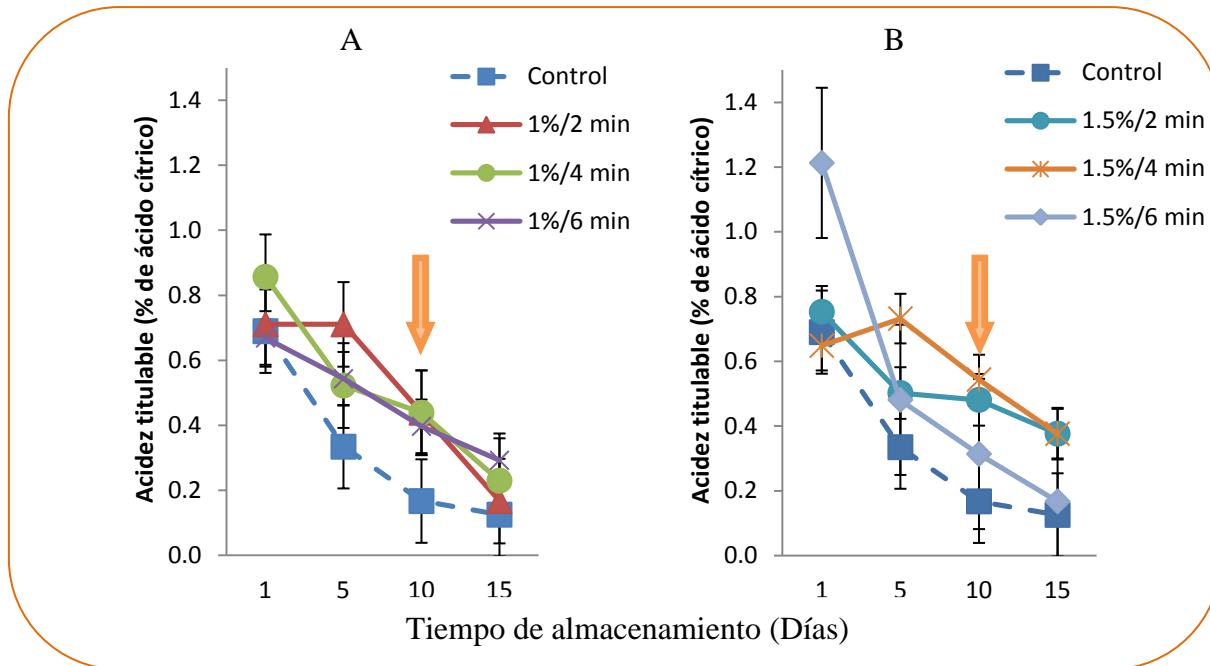 A
Control
1%/2 min
1%/4 min
1%/6 min
Acidez titulable (% de ácido cítrico)
1.4
1.2
1.0
0.8
0.6
0.4
0.2
0.0
1 5 10 15
B
Control
1.5%/2 min
1.5%/4 min
1.5%/6 min
Acidez titulable (% de ácido cítrico)
1.4
1.2
1.0
0.8
0.6
0.4
0.2
0.0
1 5 10 15
Tiempo de almacenamiento (Días)